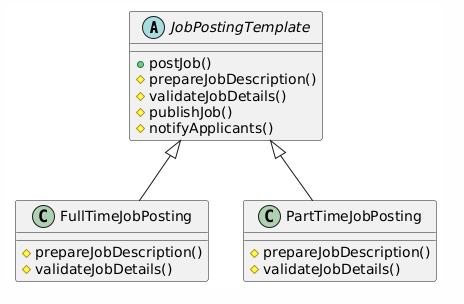 A JobPostingTemplate
postJob()
prepareJobDescription()
validateJobDetails()
publishJob()
notifyApplicants()
C FullTimeJobPosting
prepareJobDescription()
validateJobDetails()
C PartTimeJobPosting
prepareJobDescription()
validateJobDetails()